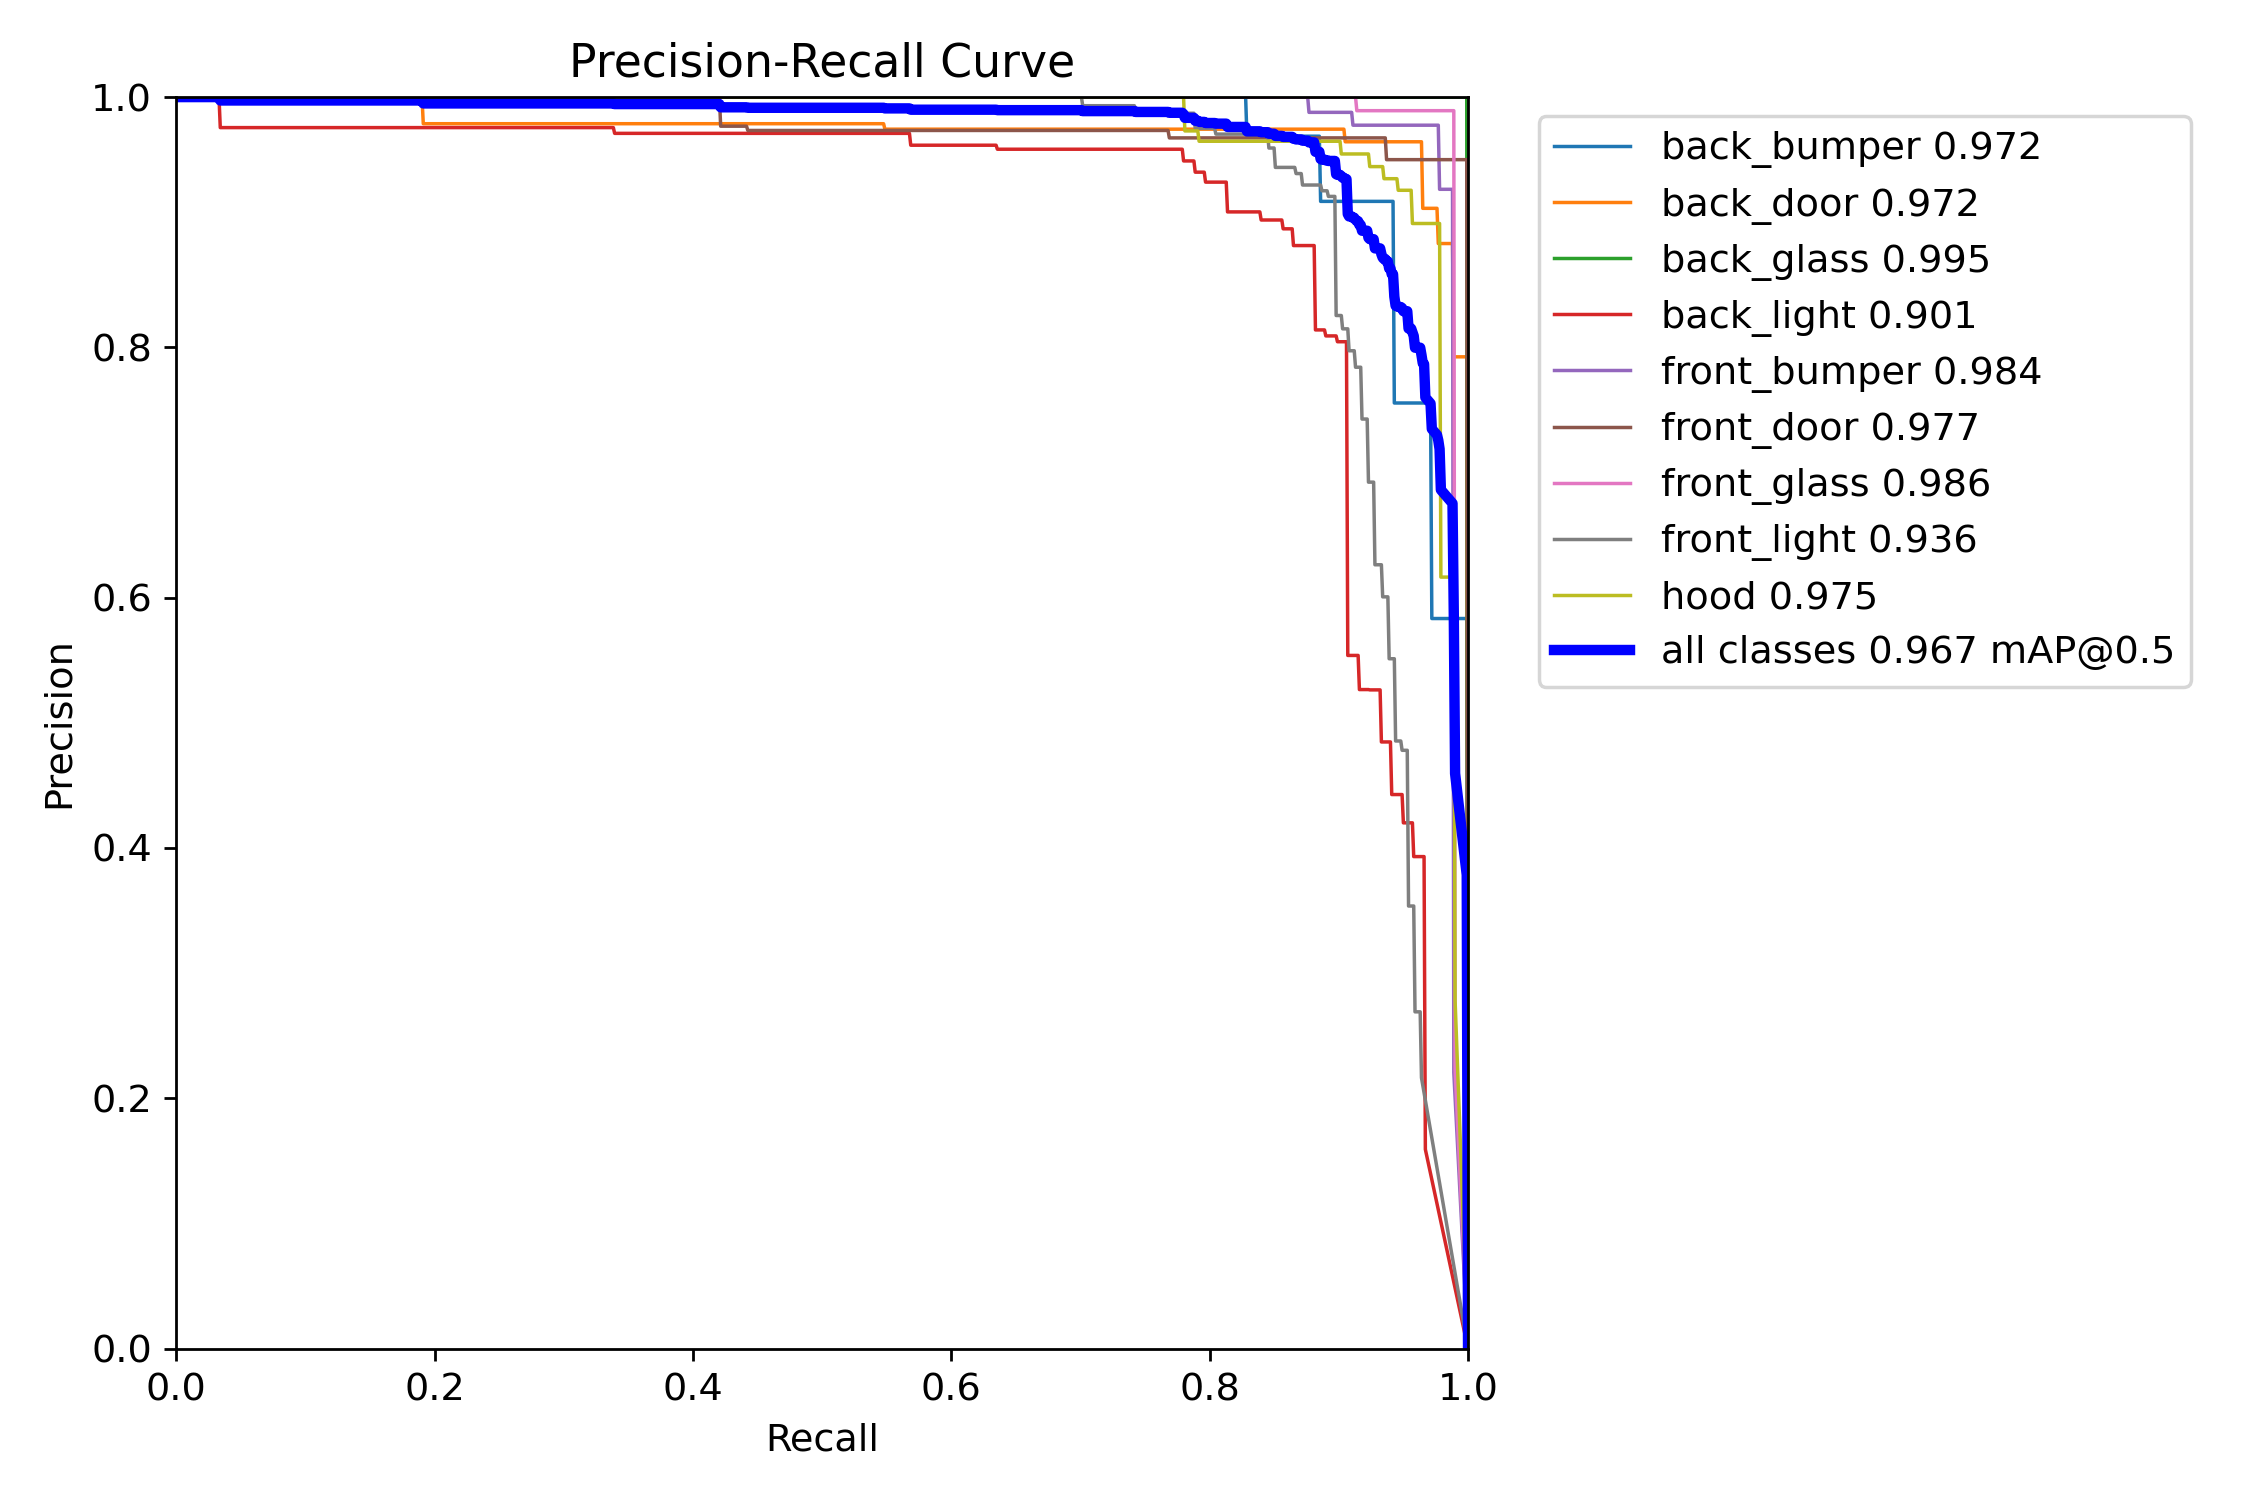 Precision-Recall Curve
1.0
0.8
0.6
0.4
0.2
0.0
Precision
0.0 0.2 0.4 0.6 0.8 1.0
Recall
back_bumper 0.972
back_door 0.972
back_glass 0.995
back_light 0.901
front_bumper 0.984
front_door 0.977
front_glass 0.986
front_light 0.936
hood 0.975
all classes 0.967 mAP@0.5